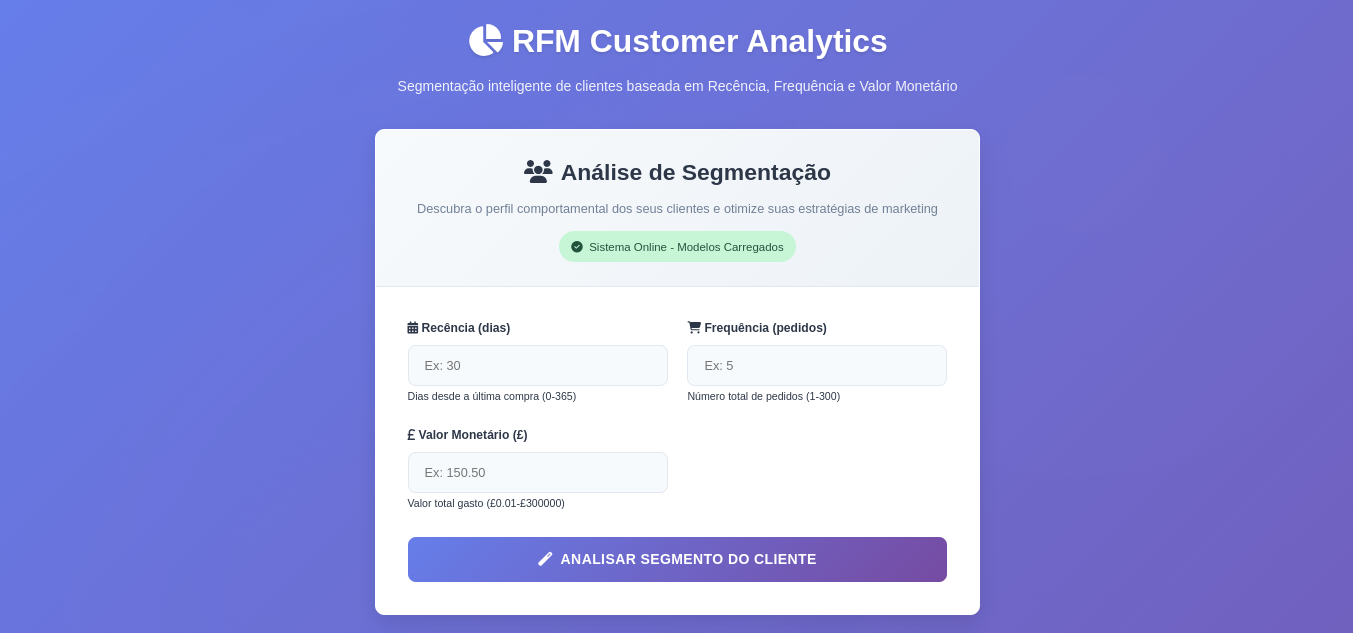 RFM Customer Analytics
Segmentação inteligente de clientes baseada em Recência, Frequência e Valor Monetário
Análise de Segmentação
Descubra o perfil comportamental dos seus clientes e otimize suas estratégias de marketing
Sistema Online - Modelos Carregados
Recência (dias)
Ex: 30
Dias desde a última compra (0-365)
Frequência (pedidos)
Ex: 5
Número total de pedidos (1-300)
£ Valor Monetário (£)
Ex: 150.50
Valor total gasto (£0.01-£300000)
ANALISAR SEGMENTO DO CLIENTE